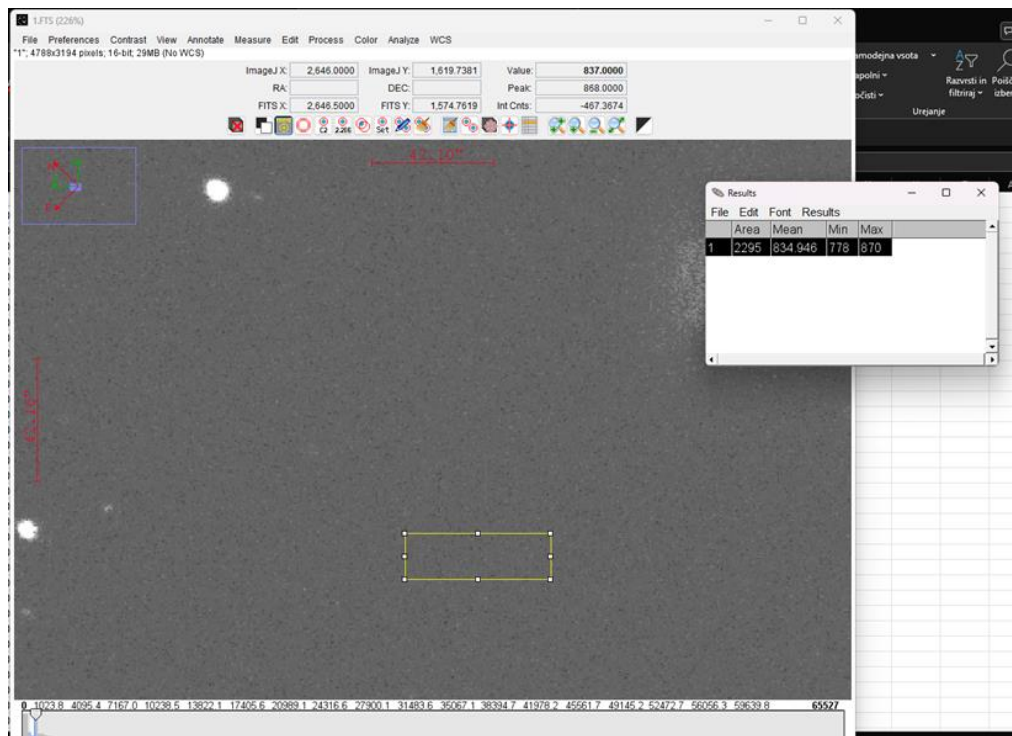 1.FTS (226%)
File Preferences Contrast View Annotate Measure Edit Process Color Analyze WCS
"1"; 4788x3194 pixels; 16-bit; 29MB (No WCS)
ImageJ X: 2,646.0000 ImageJ Y: 1,619.7381 Value: 837.0000
RA: DEC: Peak: 868.0000
FITS X: 2,646.5000 FITS Y: 1,574.7619 Int Cnts: -467.3674
Set
0 1023.8 4095.4 7167.0 10238.5 13822.1 17405.6 20989.1 24316.6 27900.1 31483.6 35067.1 38394.7 41978.2 45561.7 49145.2 52472.7 56056.3 59639.8 65527
Results
File Edit Font Results
Area Mean Min Max
1 2295 834.946 778 870
vsota
Razvrsti in
filtriraj
Urejanje